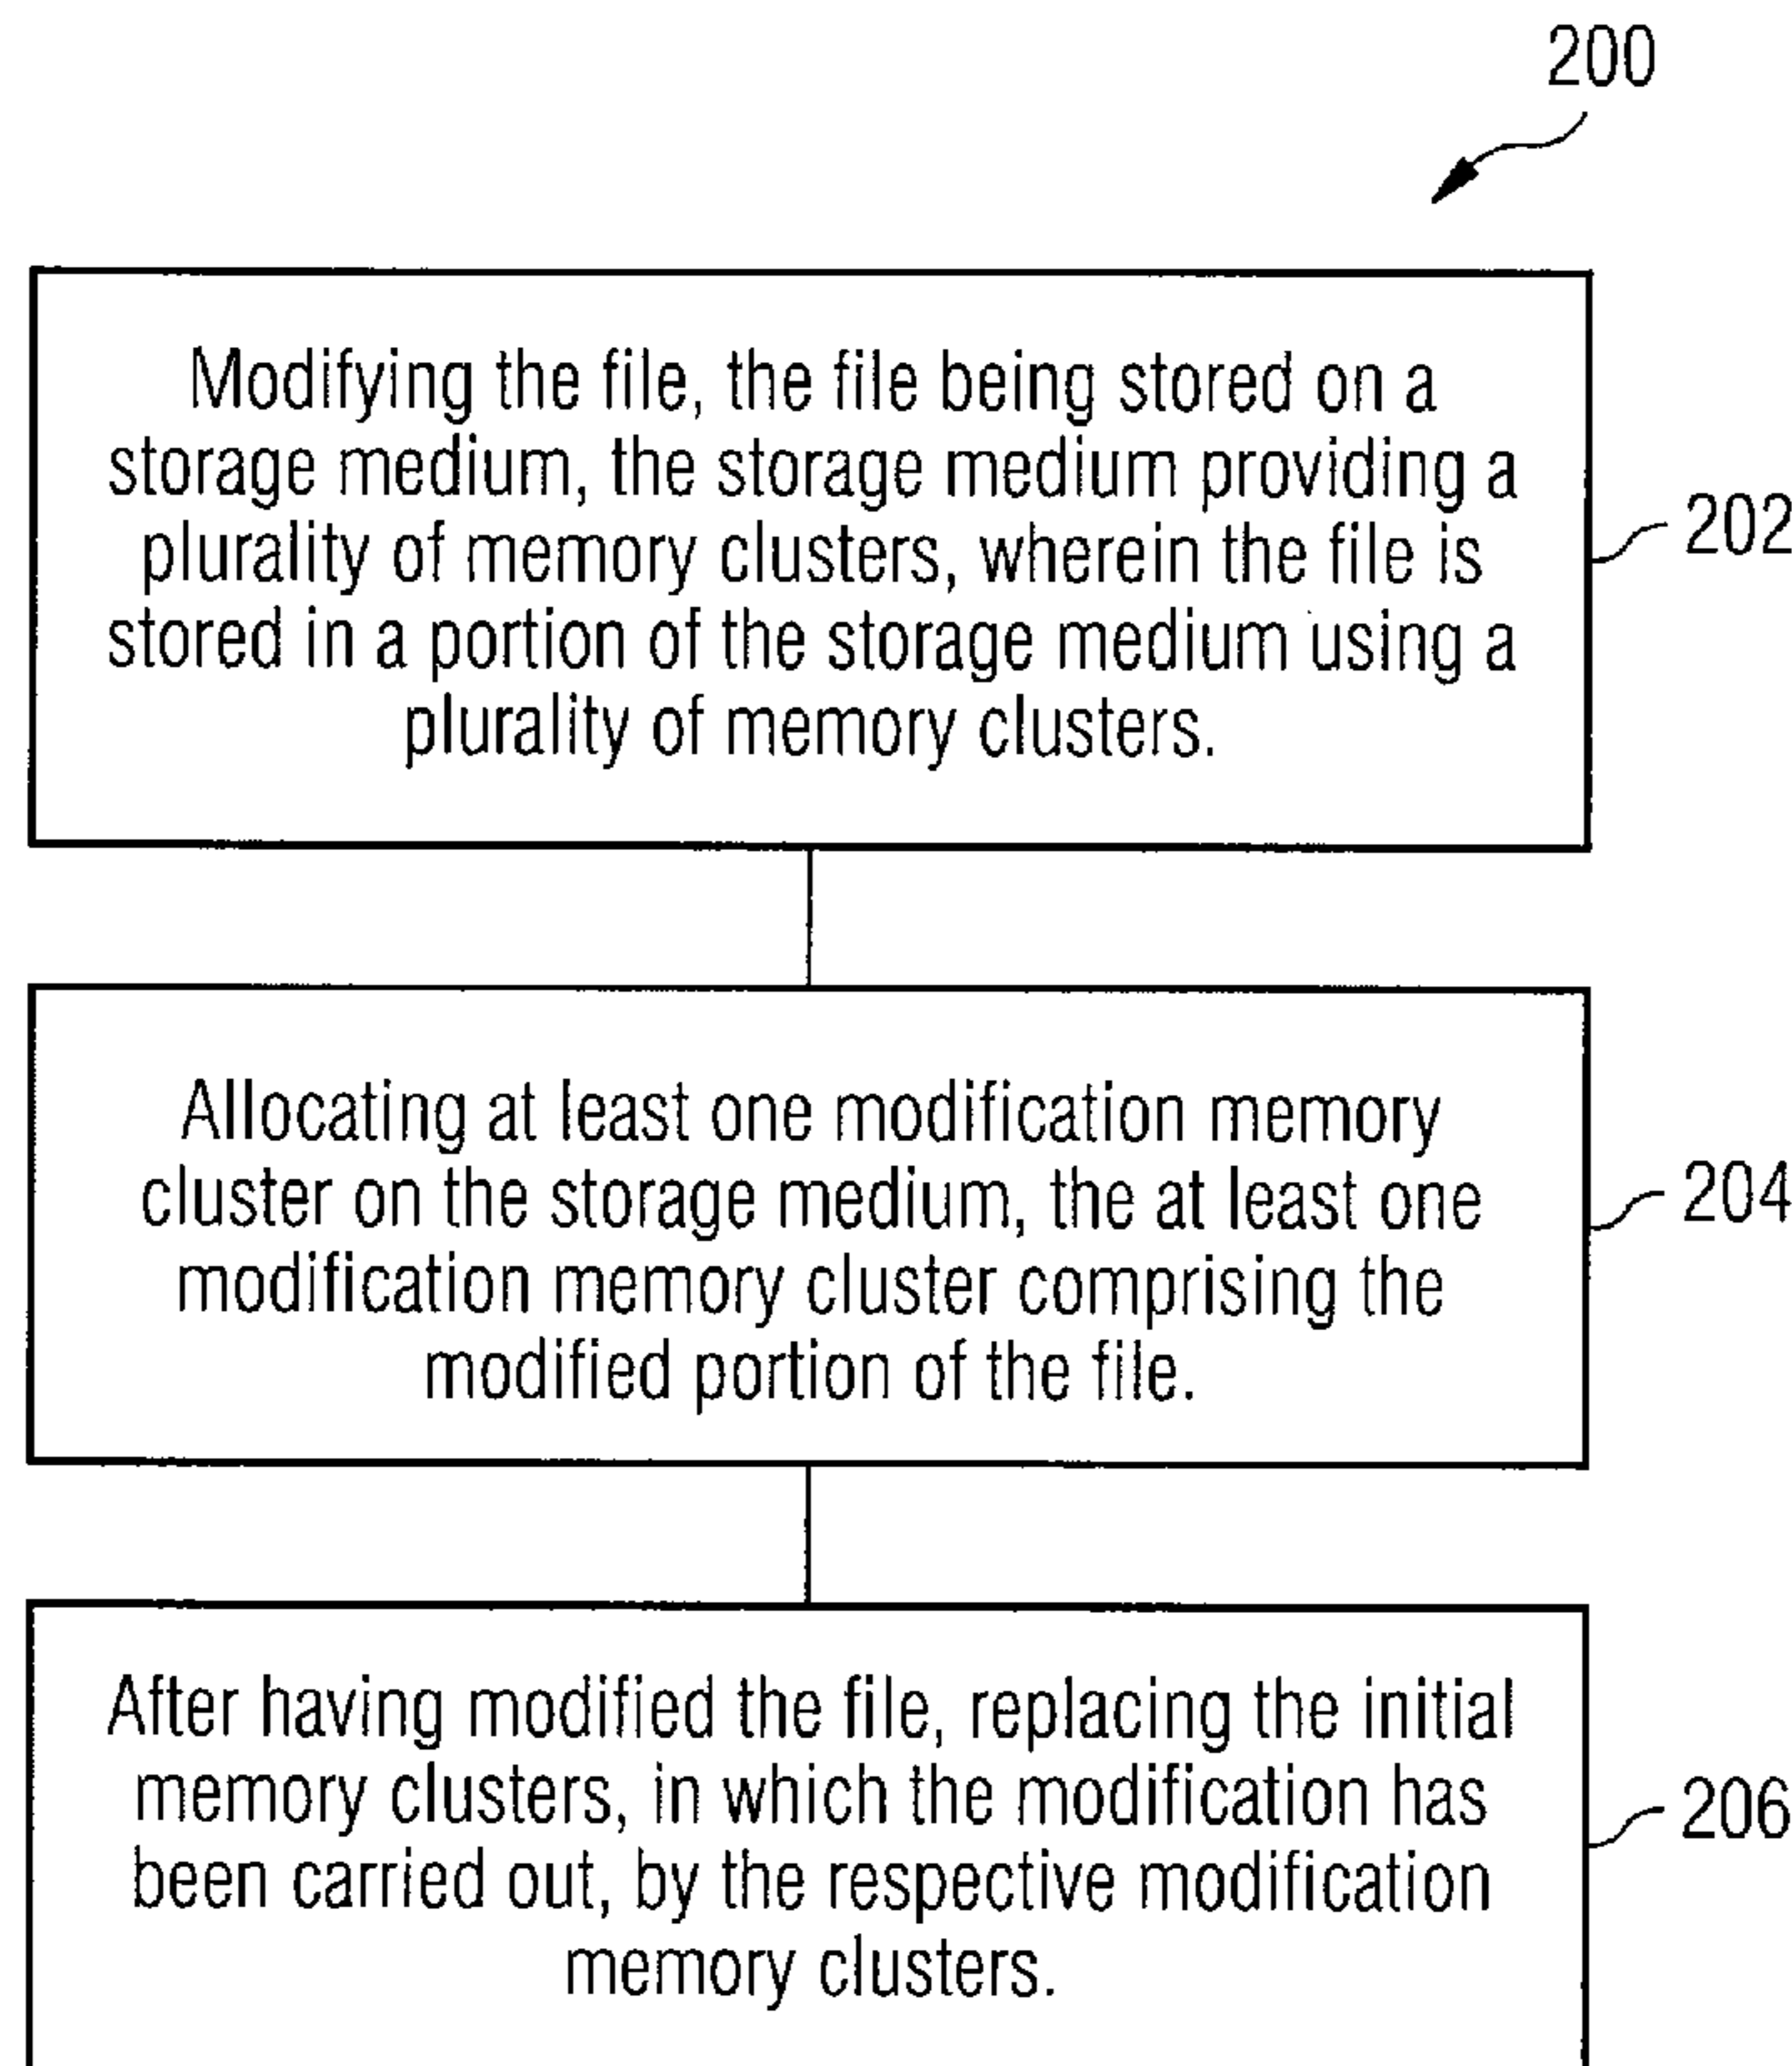 200
Modifying the file, the file being stored on a
storage medium, the storage medium providing a
plurality of memory clusters, wherein the file is
stored in a portion of the storage medium using a
plurality of memory clusters.
202
Allocating at least one modification memory
cluster on the storage medium, the at least one
modification memory cluster comprising the
modified portion of the file.
204
After having modified the file, replacing the initial
memory clusters, in which the modification has
been carried out, by the respective modification
memory clusters.
206